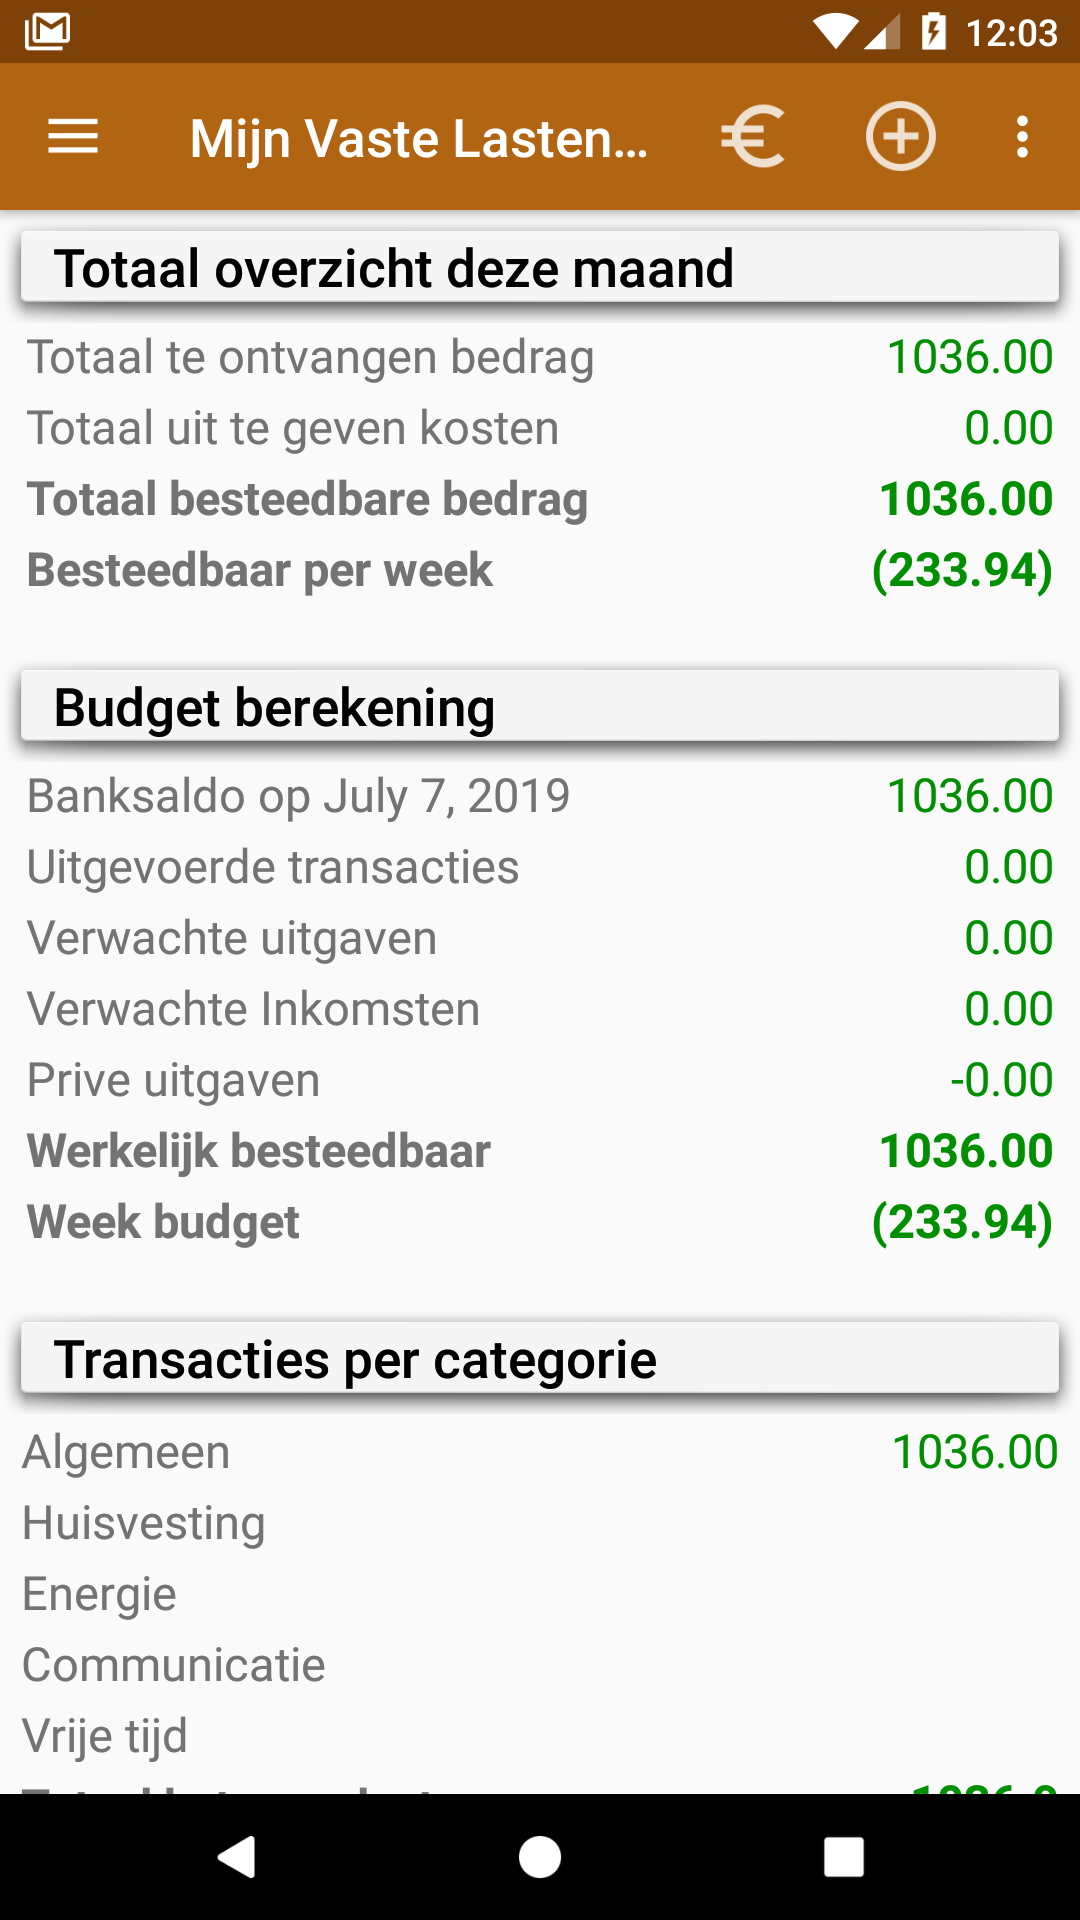 12:03
Mijn Vaste Lasten...
Totaal overzicht deze maand
Totaal te ontvangen bedrag 1036.00
Totaal uit te geven kosten 0.00
Totaal besteedbare bedrag 1036.00
Besteedbaar per week (233.94)
Budget berekening
Banksaldo op July 7, 2019 1036.00
Uitgevoerde transacties 0.00
Verwachte uitgaven 0.00
Verwachte Inkomsten 0.00
Prive uitgaven -0.00
Werkelijk besteedbaar 1036.00
Week budget (233.94)
Transacties per categorie
Algemeen 1036.00
Huisvesting
Energie
Communicatie
Vrije tijd